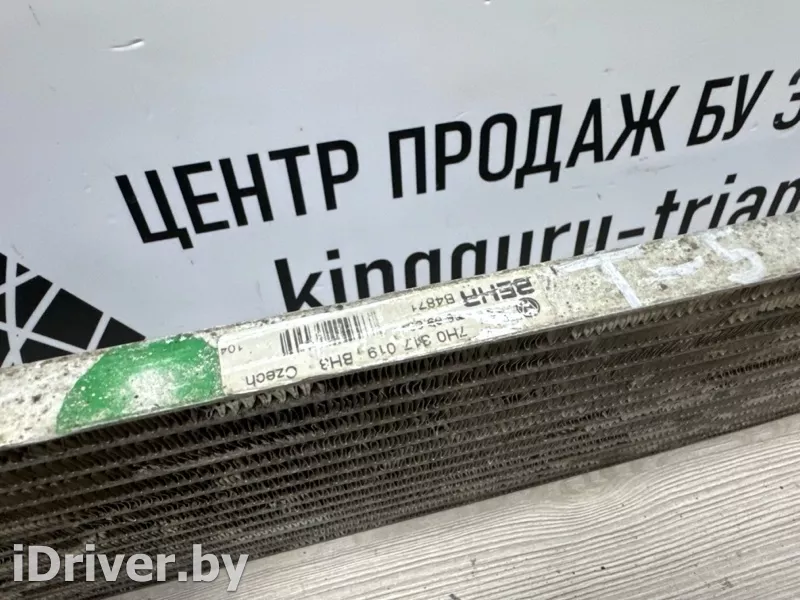 ЦЕНТР ПРОДАЖ БУ З
kingguru-triam
T-5
BEHR B4871
7H0 317 019 BH3 Czech
104
iDriver.by